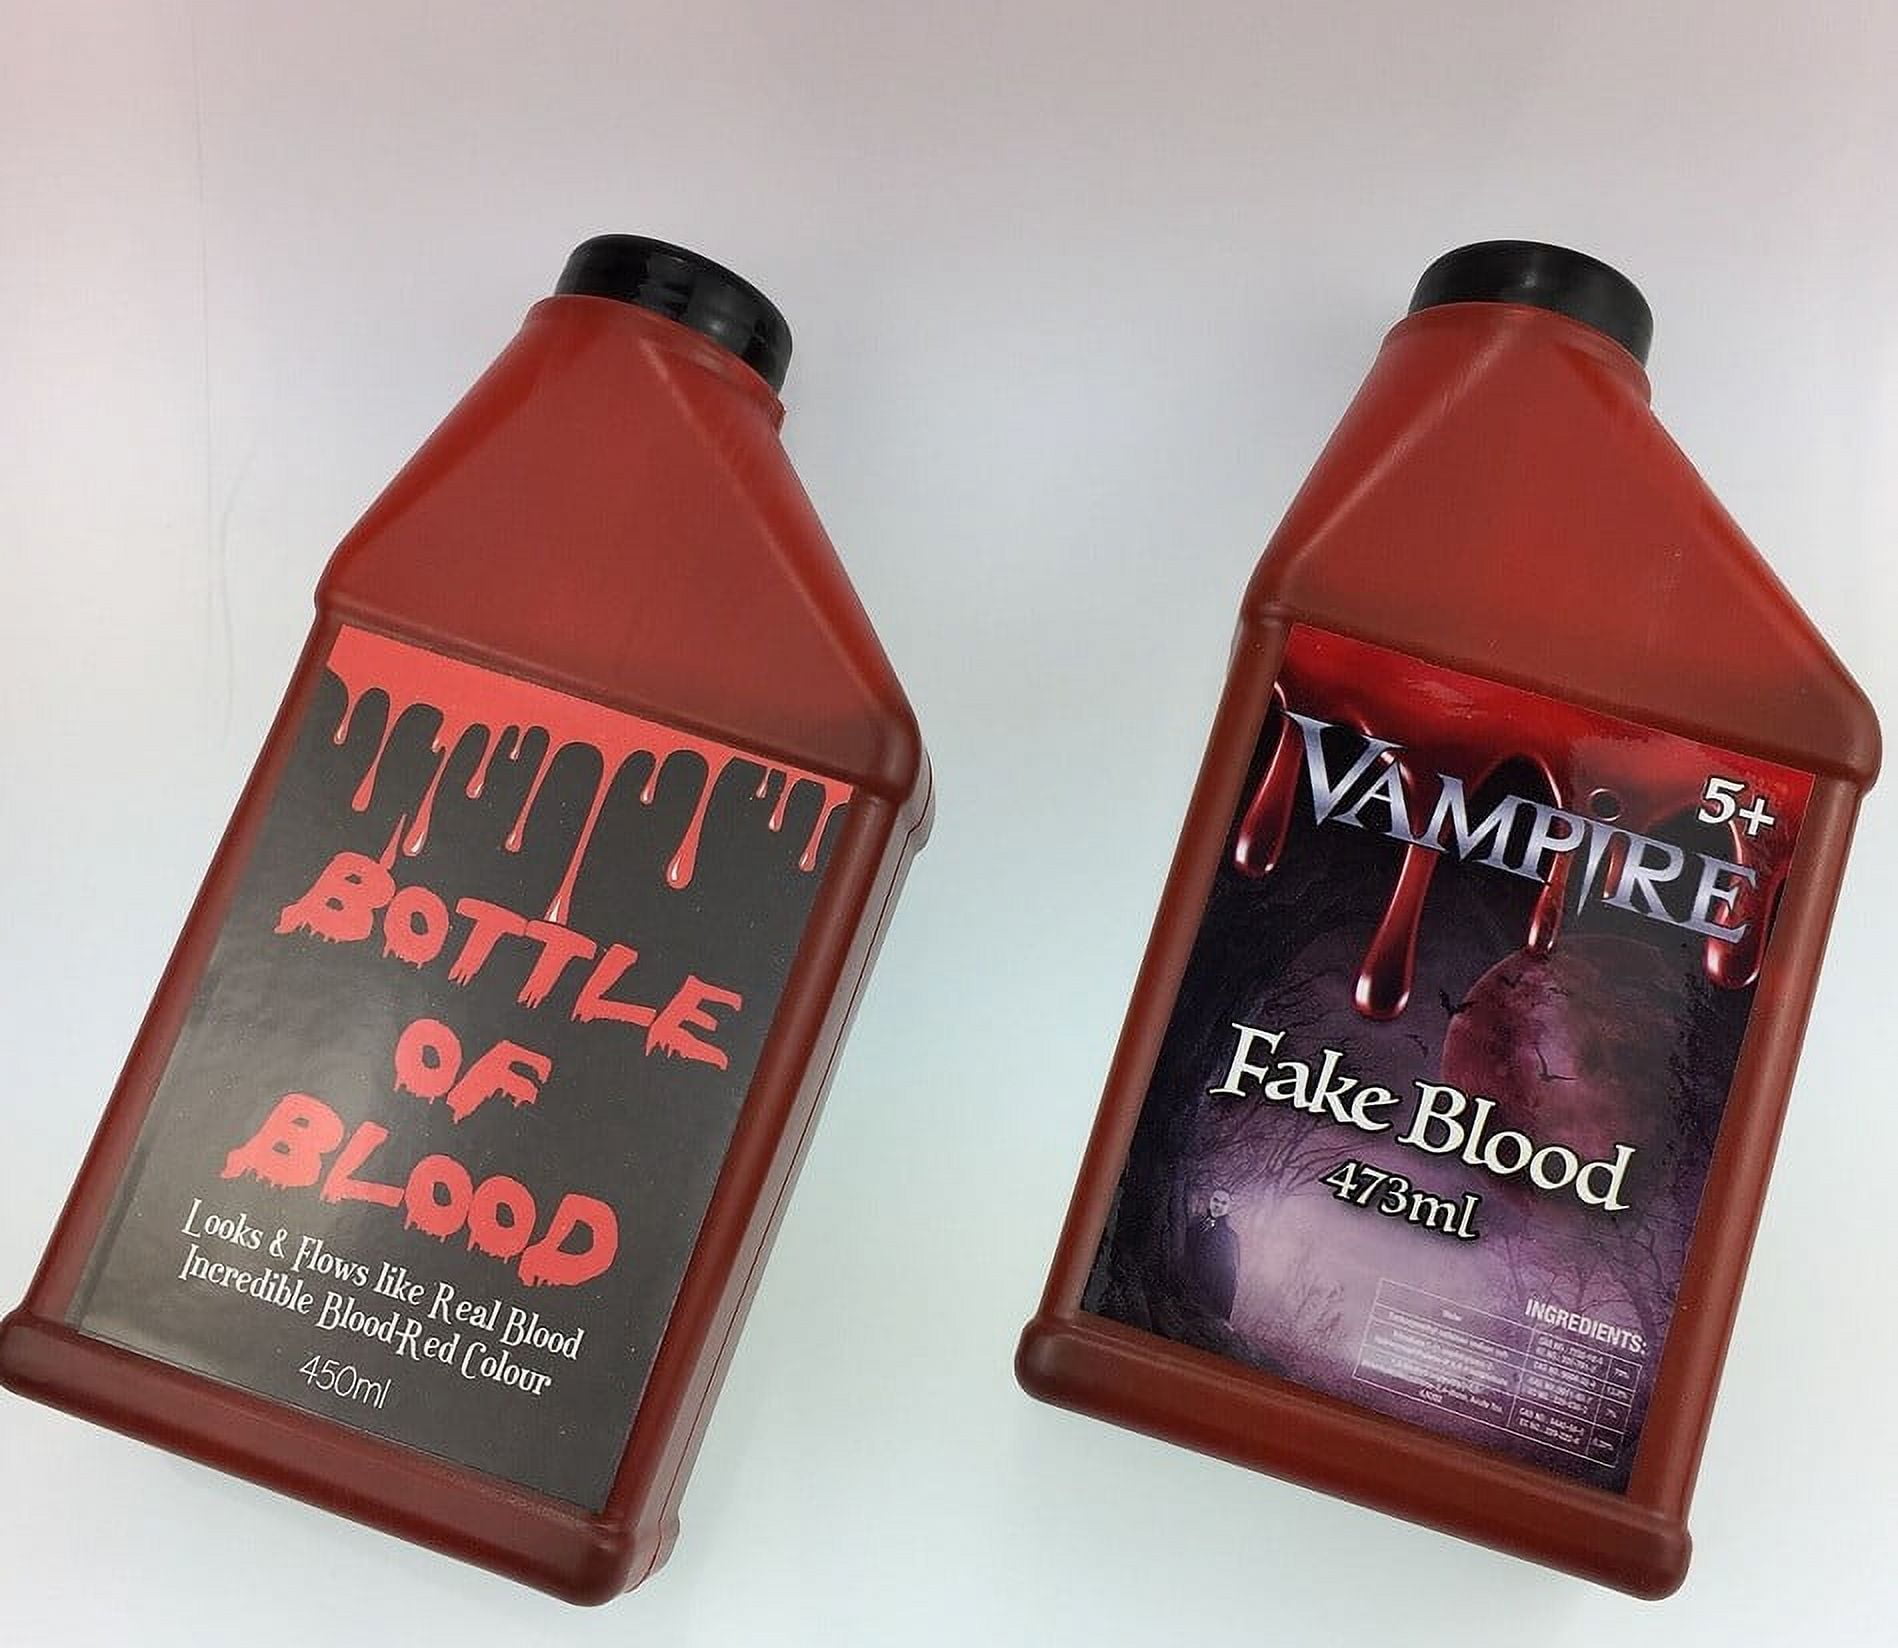 BOTTLE
OF
BLOOD
Looks & Flows like Real Blood
Incredible Blood-Red Colour
450ml
5+
VAMPIRE
Fake Blood
473ml
INGREDIENTS: